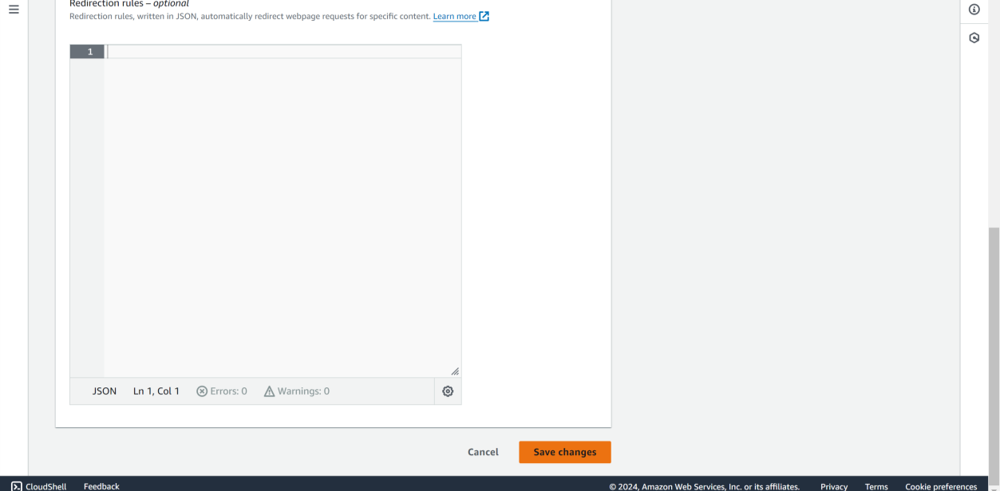 Redirection rules – optional
Redirection rules, written in JSON, automatically redirect webpage requests for specific content. Learn more
1
JSON Ln 1, Col 1 Errors: 0 Warnings: 0
Cancel Save changes
CloudShell Feedback © 2024, Amazon Web Services, Inc. or its affiliates. Privacy Terms Cookie preferences